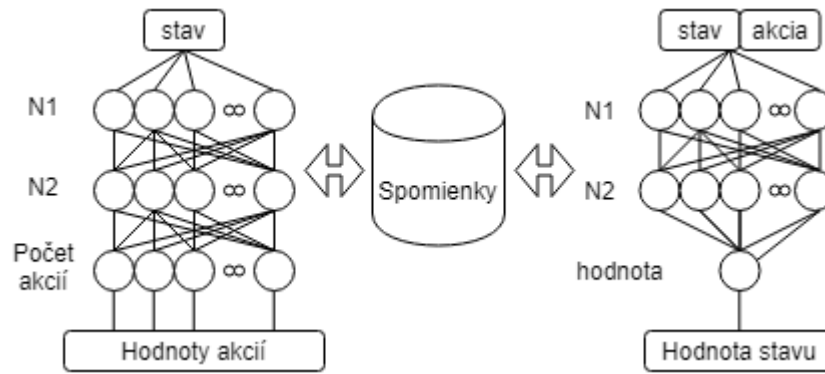 stav
stav
akcia
N1
∞
N1
∞
N2
∞
Spomienky
N2
∞
Počet
akcií
∞
hodnota
Hodnoty akcií
Hodnota stavu